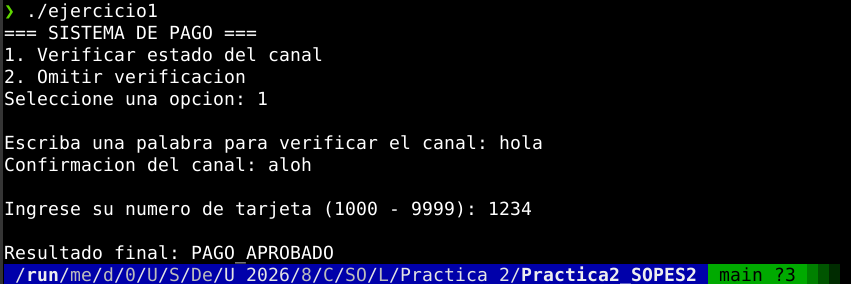 ❯ ./ejercicio1
=== SISTEMA DE PAGO ===
1. Verificar estado del canal
2. Omitir verificacion
Seleccione una opcion: 1
Escriba una palabra para verificar el canal: hola
Confirmacion del canal: aloh
Ingrese su numero de tarjeta (1000 - 9999): 1234
Resultado final: PAGO_APROBADO
/run/me/d/0/U/S/De/U 2026/8/C/SO/L/Practica 2/Practica2_SOPES2 main ?3